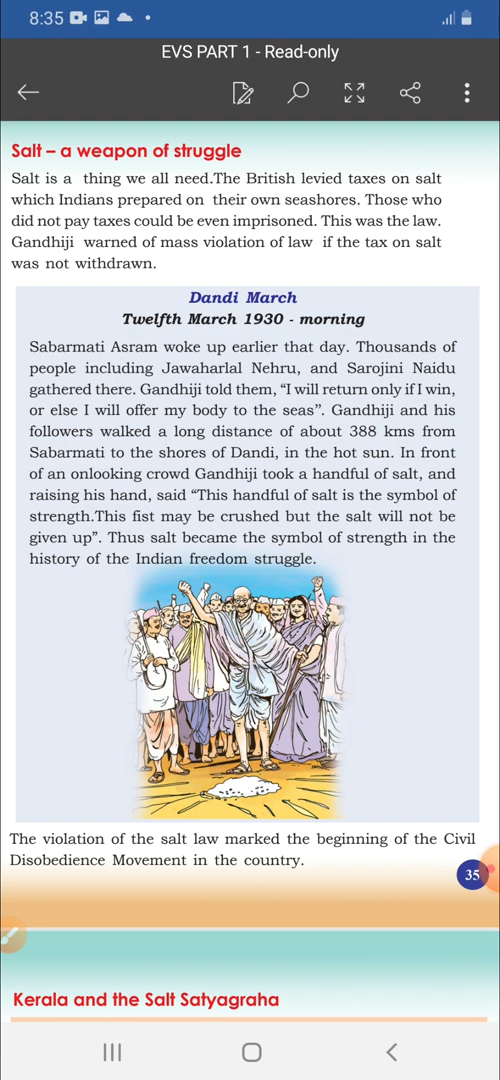 8:35
EVS PART 1 - Read-only
Salt – a weapon of struggle
Salt is a thing we all need.The British levied taxes on salt
which Indians prepared on their own seashores. Those who
did not pay taxes could be even imprisoned. This was the law.
Gandhiji warned of mass violation of law if the tax on salt
was not withdrawn.
Dandi March
Twelfth March 1930 - morning
Sabarmati Asram woke up earlier that day. Thousands of
people including Jawaharlal Nehru, and Sarojini Naidu
gathered there. Gandhiji told them, “I will return only if I win,
or else I will offer my body to the seas”. Gandhiji and his
followers walked a long distance of about 388 kms from
Sabarmati to the shores of Dandi, in the hot sun. In front
of an onlooking crowd Gandhiji took a handful of salt, and
raising his hand, said “This handful of salt is the symbol of
strength.This fist may be crushed but the salt will not be
given up”. Thus salt became the symbol of strength in the
history of the Indian freedom struggle.
The violation of the salt law marked the beginning of the Civil
Disobedience Movement in the country.
35
Kerala and the Salt Satyagraha